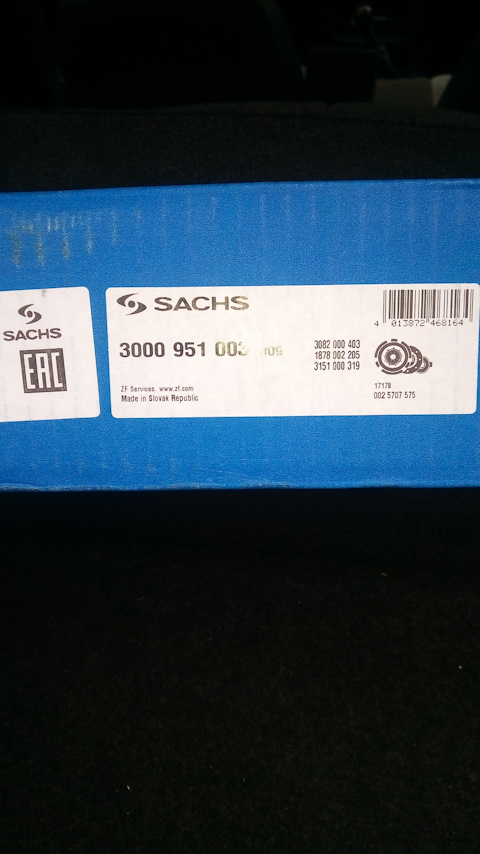 SACHS
EAC
SACHS
3000 951 003 -109
3082 000 403
1878 002 205
3151 000 319
ZF Services, www.zf.com
Made in Slovak Republic
4 013872 468164
17178
002 5707 575